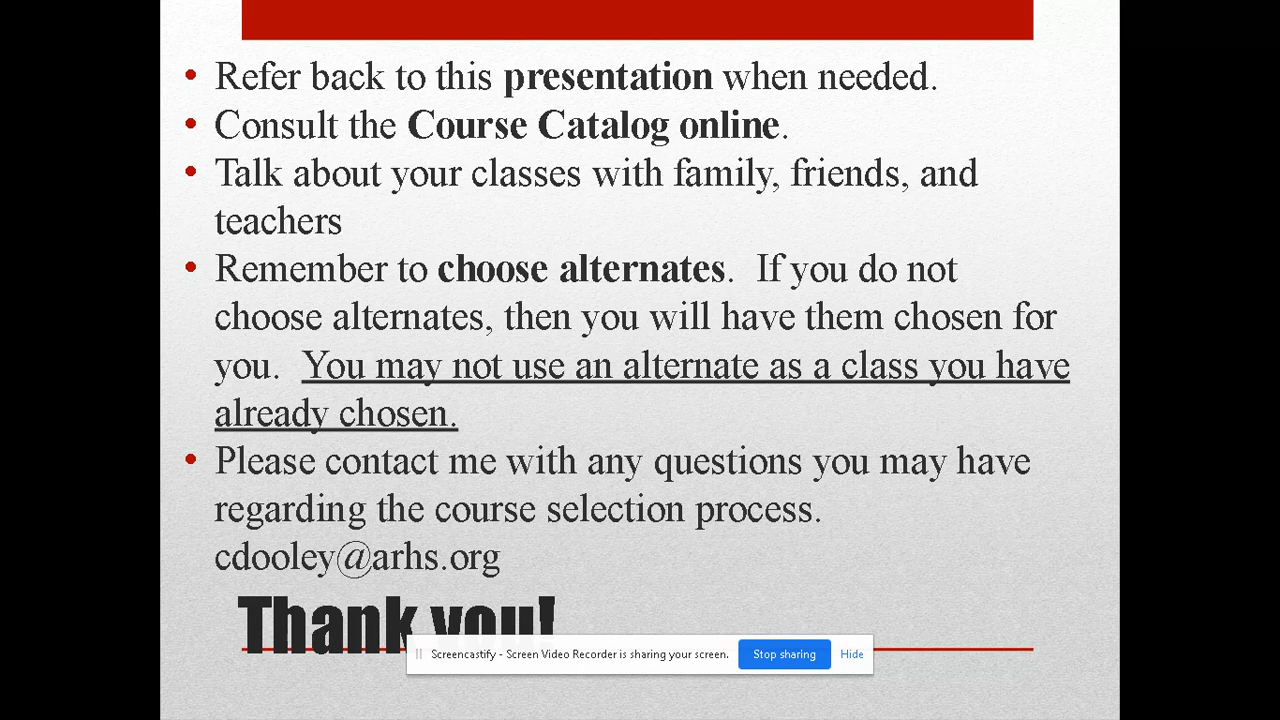 • Refer back to this presentation when needed.
• Consult the Course Catalog online.
• Talk about your classes with family, friends, and
teachers
• Remember to choose alternates.  If you do not
choose alternates, then you will have them chosen for
you.  You may not use an alternate as a class you have
already chosen.
• Please contact me with any questions you may have
regarding the course selection process.
cdooley@arhs.org
Thank you!
Screencastify - Screen Video Recorder is sharing your screen. Stop sharing Hide